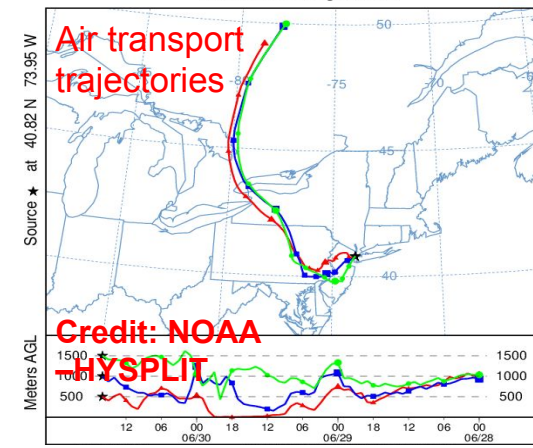 Air transport
trajectories
Source ★ at 40.82 N 73.95 W
50
-85
-80
-75
-70
45
40
Credit: NOAA
–HYSPLIT
Meters AGL
1500
1000
500
1500
1000
500
12 06 00 18 12 06 00 18 12 06 00
06/30 06/29 06/28